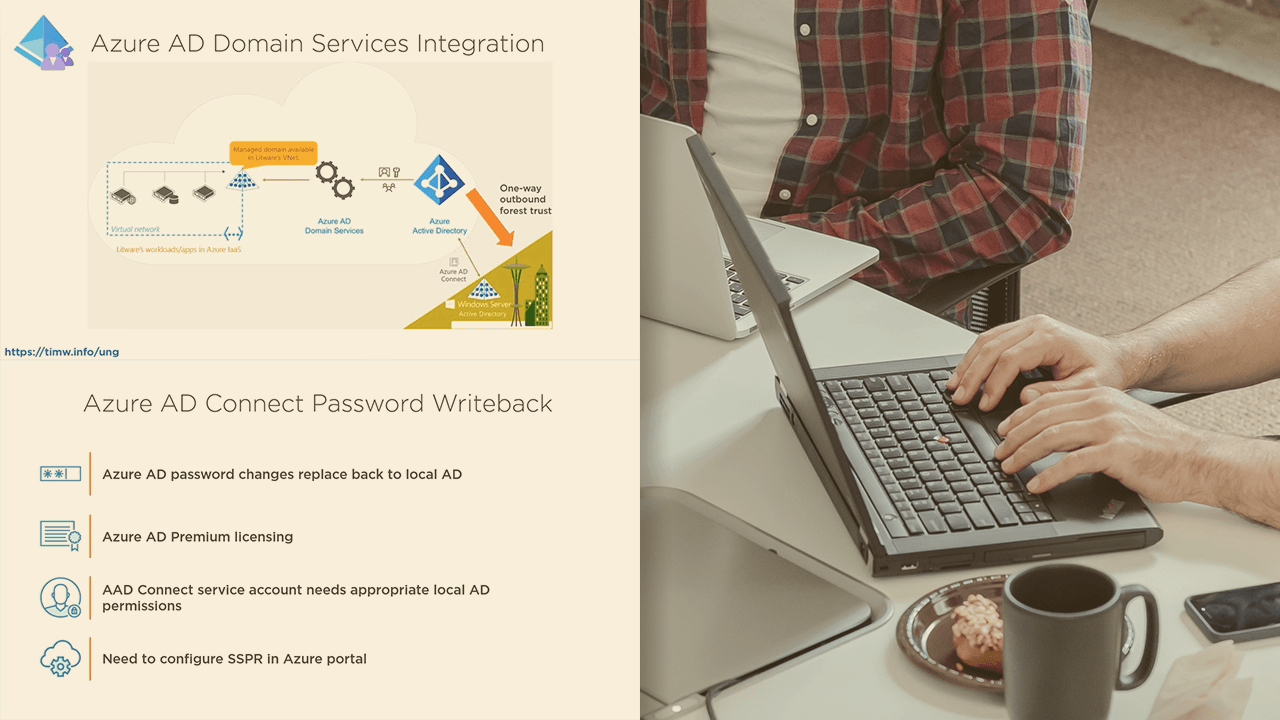 Azure AD Domain Services Integration
Managed domain available
in Litware's VNet
One-way
outbound
forest trust
Virtual network
Azure AD
Domain Services
Azure
Active Directory
Litware's workloads/apps in Azure IaaS
Azure AD
Connect
Windows Server
Active Directory
https://timw.info/ung
Azure AD Connect Password Writeback
**|
Azure AD password changes replace back to local AD
Azure AD Premium licensing
AAD Connect service account needs appropriate local AD
permissions
Need to configure SSPR in Azure portal